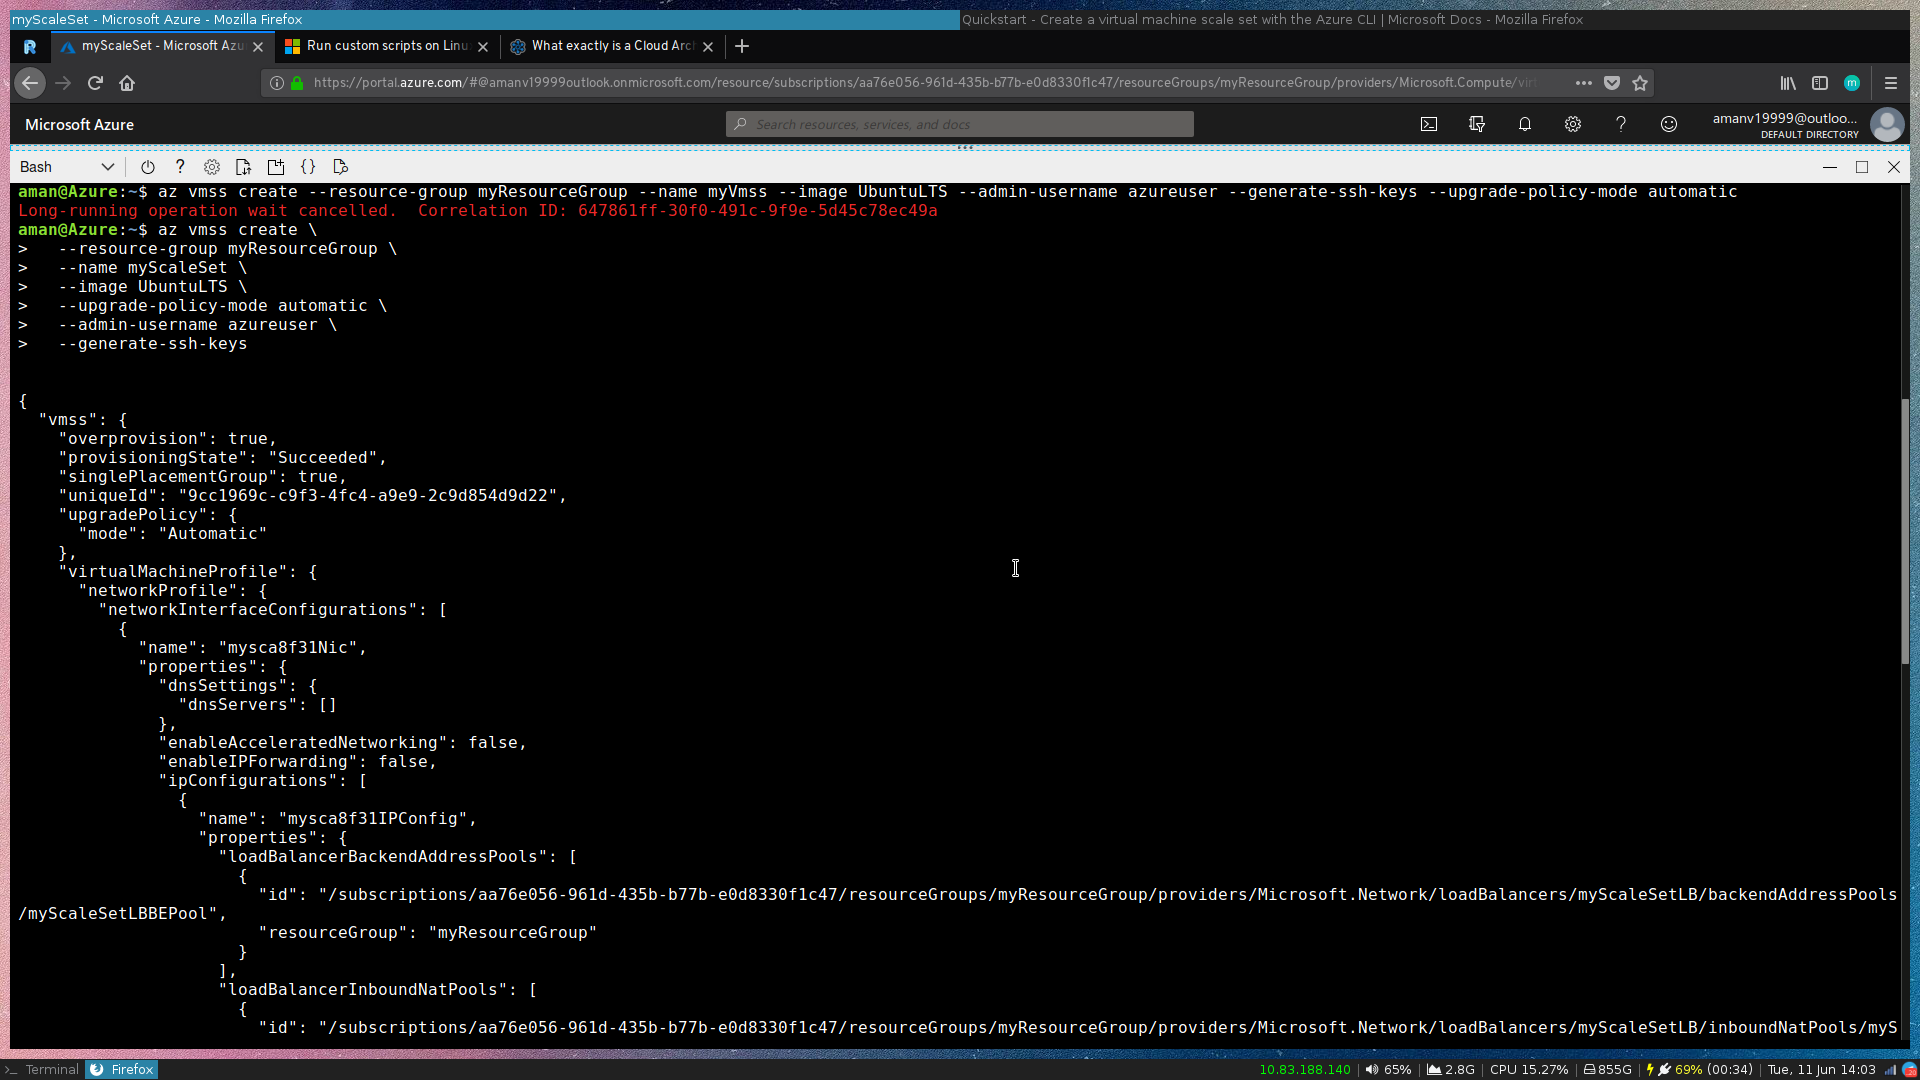 myScaleSet - Microsoft Azure - Mozilla Firefox
Quickstart - Create a virtual machine scale set with the Azure CLI | Microsoft Docs - Mozilla Firefox
myScaleSet - Microsoft Azu
Run custom scripts on Linu
What exactly is a Cloud Arc
https://portal.azure.com/#@amanv19999outlook.onmicrosoft.com/resource/subscriptions/aa76e056-961d-435b-b77b-e0d8330f1c47/resourceGroups/myResourceGroup/providers/Microsoft.Compute/virt
m
Microsoft Azure
Search resources, services, and docs
amanv19999@outloo...
DEFAULT DIRECTORY
Bash
aman@Azure:~$ az vmss create --resource-group myResourceGroup --name myVmss --image UbuntuLTS --admin-username azureuser --generate-ssh-keys --upgrade-policy-mode automatic
Long-running operation wait cancelled.  Correlation ID: 647861ff-30f0-491c-9f9e-5d45c78ec49a
aman@Azure:~$ az vmss create \
>   --resource-group myResourceGroup \
>   --name myScaleSet \
>   --image UbuntuLTS \
>   --upgrade-policy-mode automatic \
>   --admin-username azureuser \
>   --generate-ssh-keys
{
  "vmss": {
    "overprovision": true,
    "provisioningState": "Succeeded",
    "singlePlacementGroup": true,
    "uniqueId": "9cc1969c-c9f3-4fc4-a9e9-2c9d854d9d22",
    "upgradePolicy": {
      "mode": "Automatic"
    },
    "virtualMachineProfile": {
      "networkProfile": {
        "networkInterfaceConfigurations": [
          {
            "name": "mysca8f31Nic",
            "properties": {
              "dnsSettings": {
                "dnsServers": []
              },
              "enableAcceleratedNetworking": false,
              "enableIPForwarding": false,
              "ipConfigurations": [
                {
                  "name": "mysca8f31IPConfig",
                  "properties": {
                    "loadBalancerBackendAddressPools": [
                      {
                        "id": "/subscriptions/aa76e056-961d-435b-b77b-e0d8330f1c47/resourceGroups/myResourceGroup/providers/Microsoft.Network/loadBalancers/myScaleSetLB/backendAddressPools
/myScaleSetLBBEPool",
                        "resourceGroup": "myResourceGroup"
                      }
                    ],
                    "loadBalancerInboundNatPools": [
                      {
                        "id": "/subscriptions/aa76e056-961d-435b-b77b-e0d8330f1c47/resourceGroups/myResourceGroup/providers/Microsoft.Network/loadBalancers/myScaleSetLB/inboundNatPools/myS
Terminal
Firefox
10.83.188.140 | 65% | 2.8G | CPU 15.27% | 855G | 69% (00:34) | Tue, 11 Jun 14:03